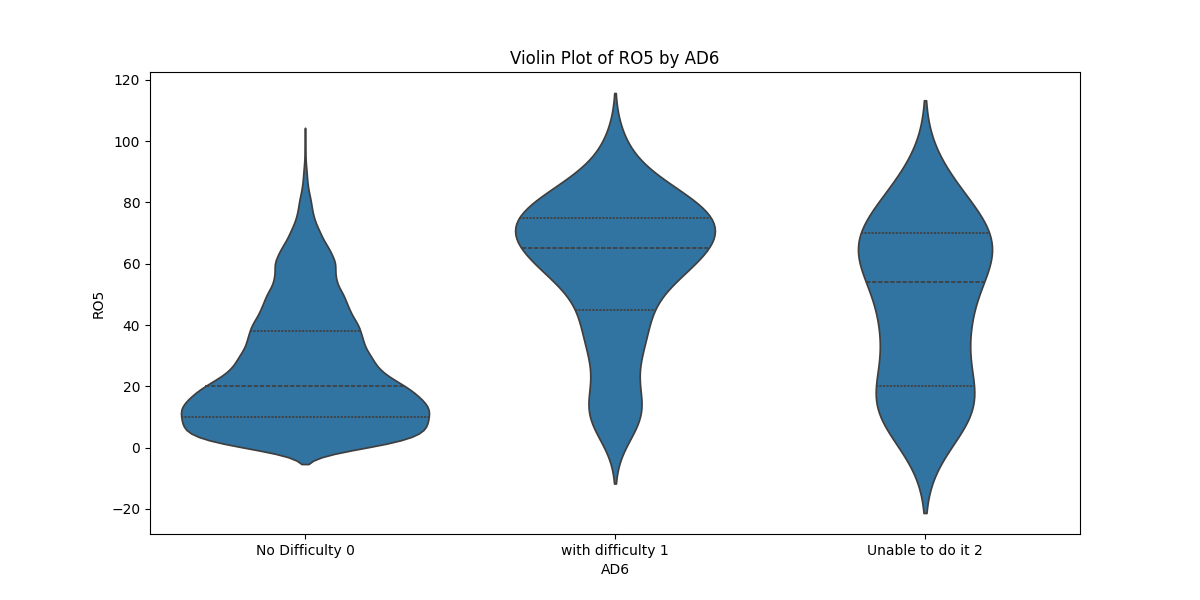 Violin Plot of RO5 by AD6
120
100
80
60
40
20
0
−20
RO5
No Difficulty 0
with difficulty 1
Unable to do it 2
AD6